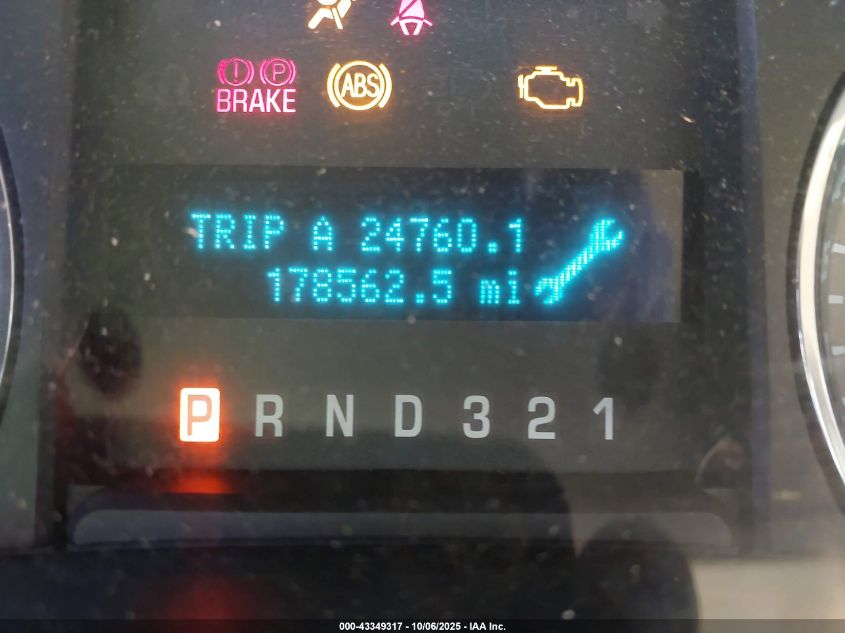 BRAKE
ABS
TRIP A 24760.1
178562.5 mi
P R N D 3 2 1
000-43349317 - 10/06/2025 - IAA Inc.